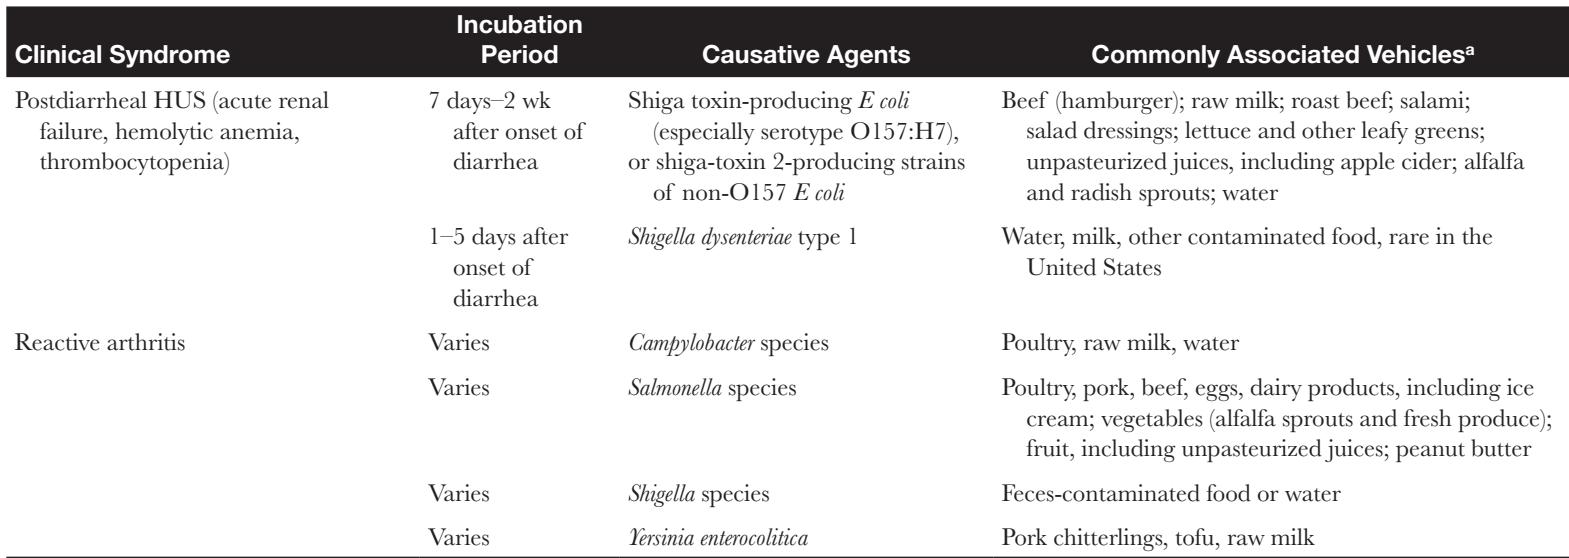 Clinical Syndrome Incubation Period Causative Agents Commonly Associated Vehiclesa
Postdiarrheal HUS (acute renal
failure, hemolytic anemia,
thrombocytopenia)
7 days–2 wk
after onset of
diarrhea
Shiga toxin-producing E coli
(especially serotype O157:H7),
or shiga-toxin 2-producing strains
of non-O157 E coli
Beef (hamburger); raw milk; roast beef; salami;
salad dressings; lettuce and other leafy greens;
unpasteurized juices, including apple cider; alfalfa
and radish sprouts; water
1–5 days after
onset of
diarrhea
Shigella dysenteriae type 1
Water, milk, other contaminated food, rare in the
United States
Reactive arthritis
Varies
Campylobacter species
Poultry, raw milk, water
Varies
Salmonella species
Poultry, pork, beef, eggs, dairy products, including ice
cream; vegetables (alfalfa sprouts and fresh produce);
fruit, including unpasteurized juices; peanut butter
Varies
Shigella species
Feces-contaminated food or water
Varies
Yersinia enterocolitica
Pork chitterlings, tofu, raw milk